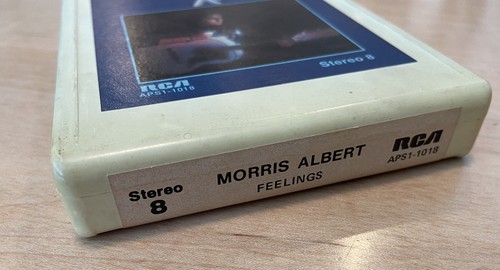 RCA
APS1-1018
Stereo 8
Stereo
8
MORRIS ALBERT
FEELINGS
RCA
APS1-1018